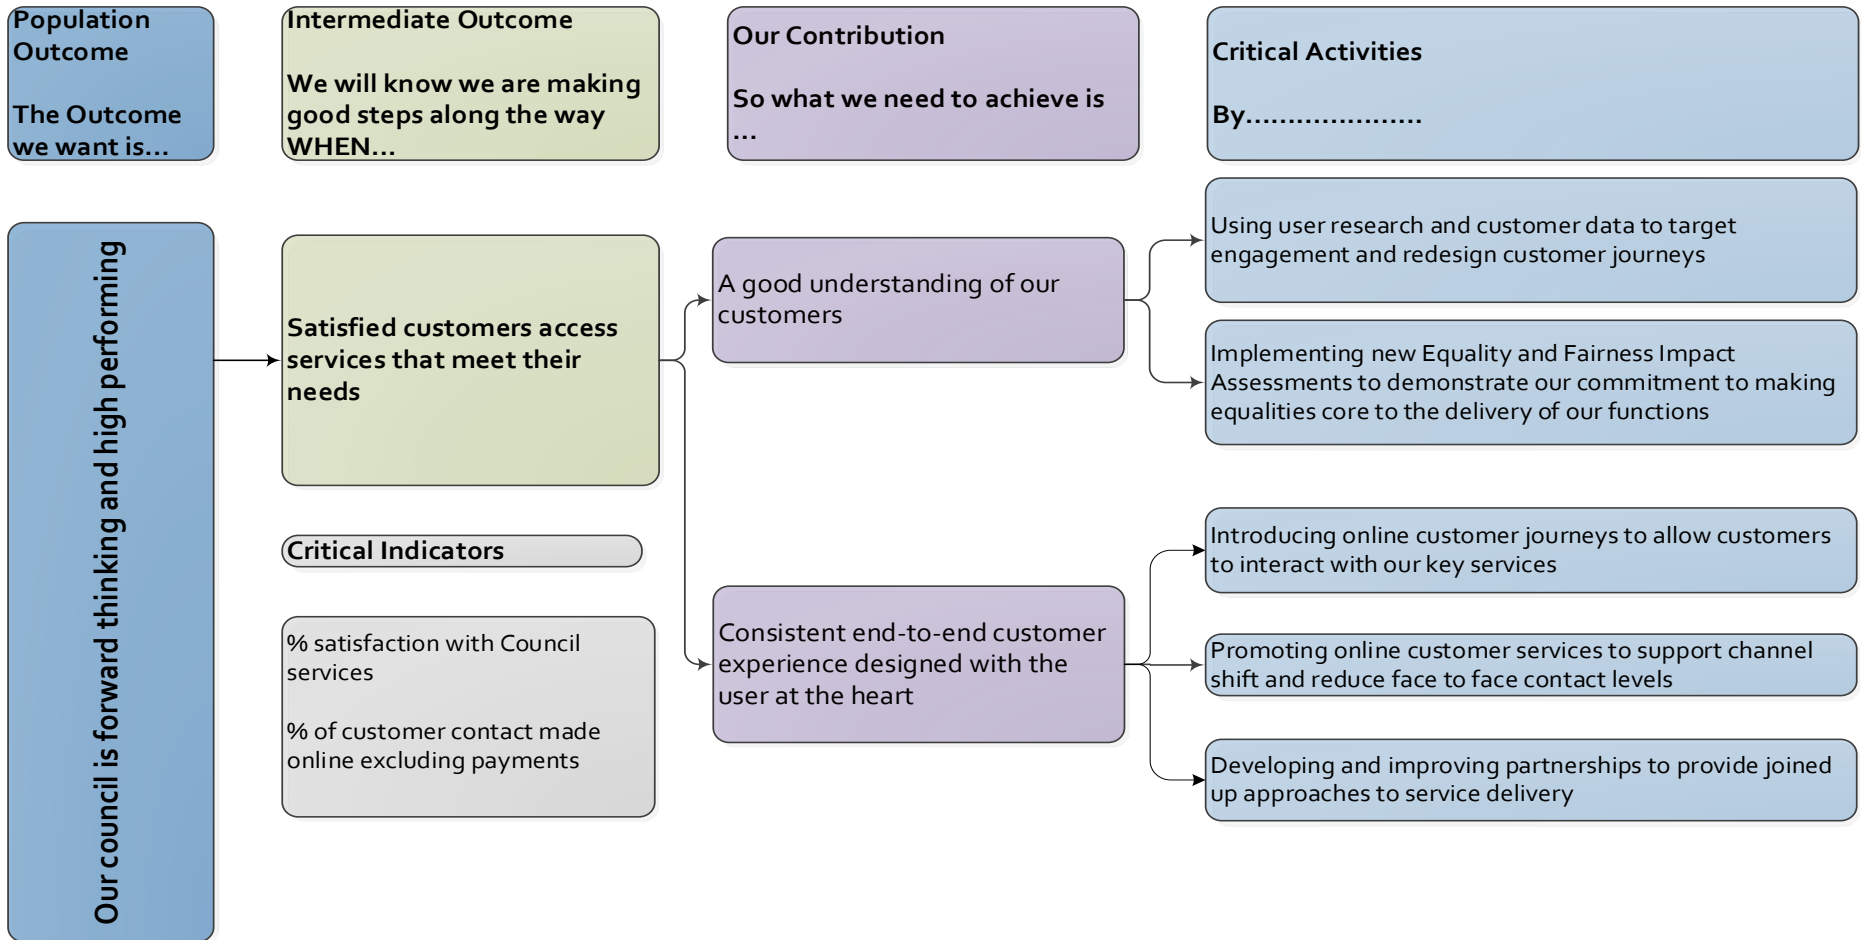 Population
Outcome
The Outcome
we want is...
Intermediate Outcome
We will know we are making
good steps along the way
WHEN...
Our Contribution
So what we need to achieve is
...
Critical Activities
By.....................
Our council is forward thinking and high performing
Satisfied customers access
services that meet their
needs
Critical Indicators
% satisfaction with Council
services
% of customer contact made
online excluding payments
A good understanding of our
customers
Consistent end-to-end customer
experience designed with the
user at the heart
Using user research and customer data to target
engagement and redesign customer journeys
Implementing new Equality and Fairness Impact
Assessments to demonstrate our commitment to making
equalities core to the delivery of our functions
Introducing online customer journeys to allow customers
to interact with our key services
Promoting online customer services to support channel
shift and reduce face to face contact levels
Developing and improving partnerships to provide joined
up approaches to service delivery